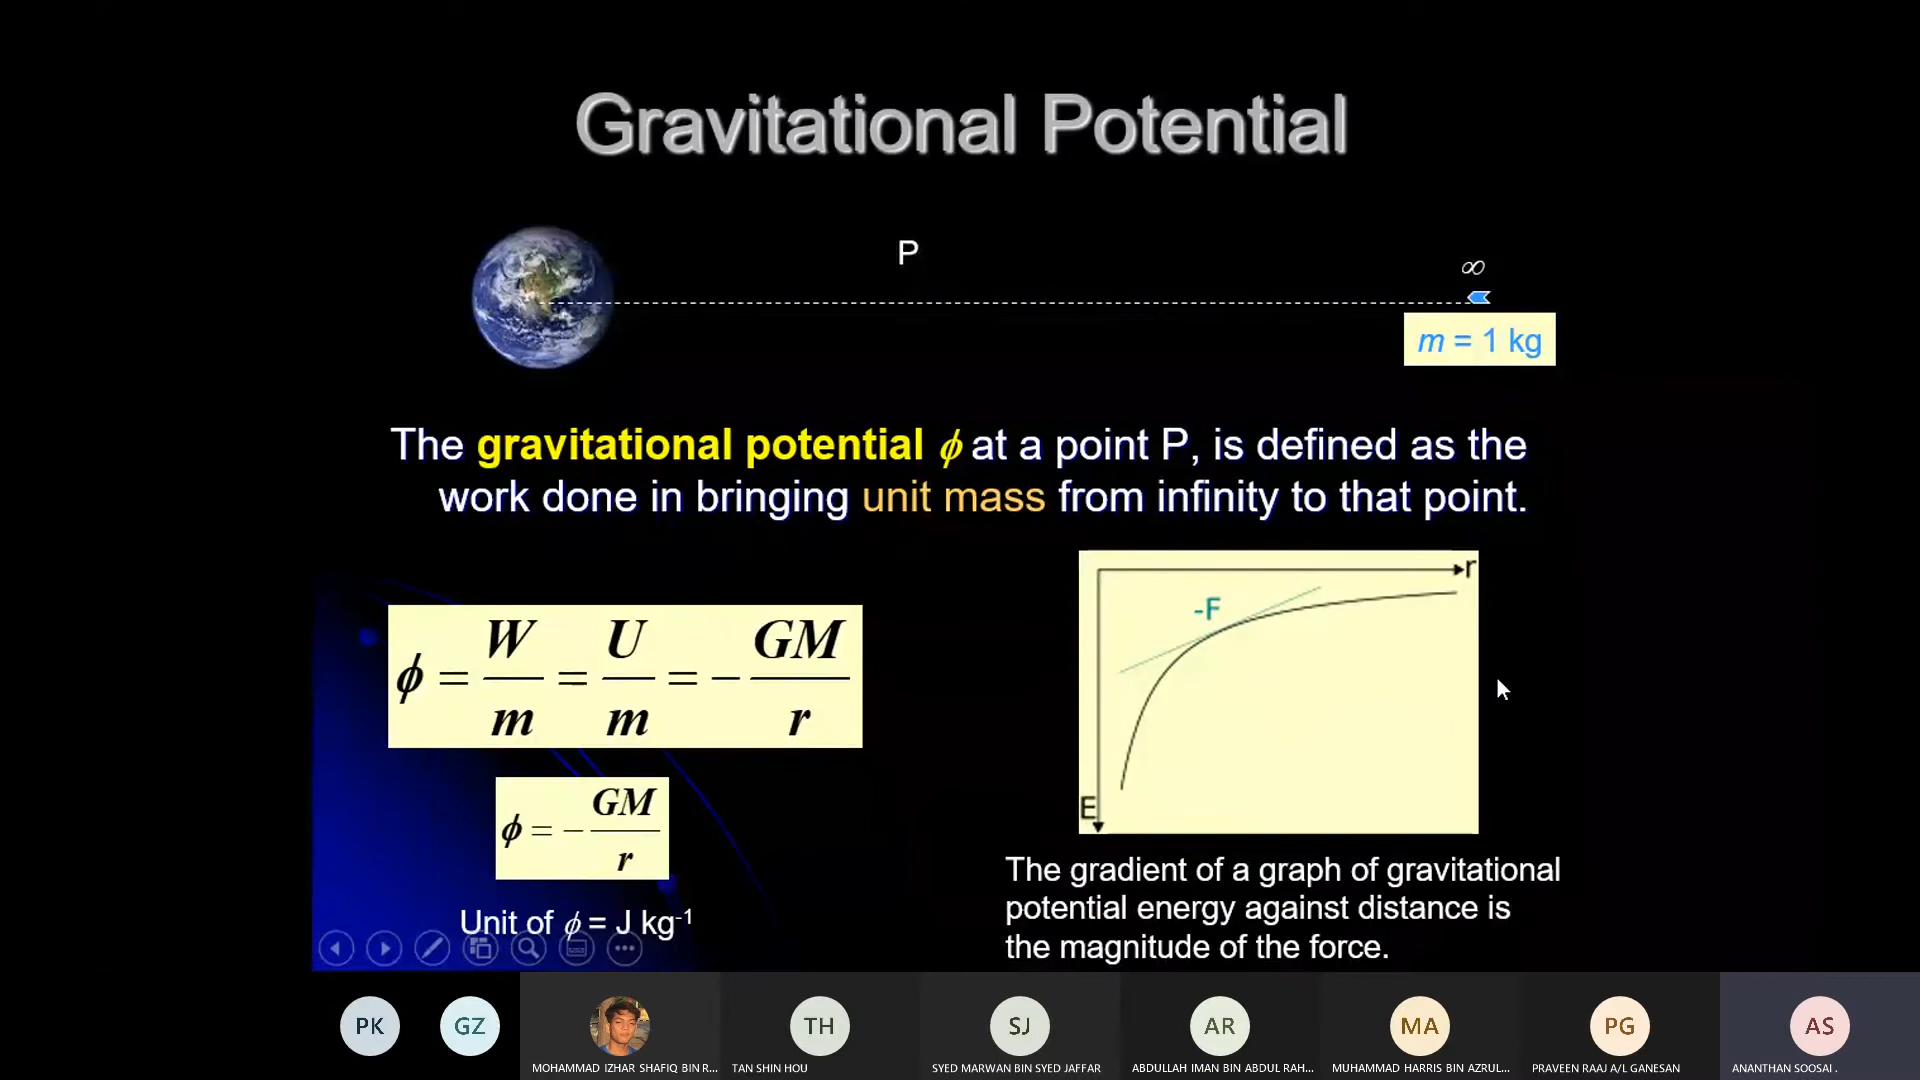 Gravitational Potential
P
∞
m = 1 kg
The gravitational potential ϕ at a point P, is defined as the
work done in bringing unit mass from infinity to that point.
ϕ = W/m = U/m = − GM/r
r
-F
E
ϕ = − GM/r
Unit of ϕ = J kg⁻¹
The gradient of a graph of gravitational
potential energy against distance is
the magnitude of the force.
PK
GZ
TH
SJ
AR
MA
PG
AS
MOHAMMAD IZHAR SHAFIQ BIN R...
TAN SHIN HOU
SYED MARWAN BIN SYED JAFFAR
ABDULLAH IMAN BIN ABDUL RAH...
MUHAMMAD HARRIS BIN AZRUL...
PRAVEEN RAAJ A/L GANESAN
ANANTHAN SOOSAI .